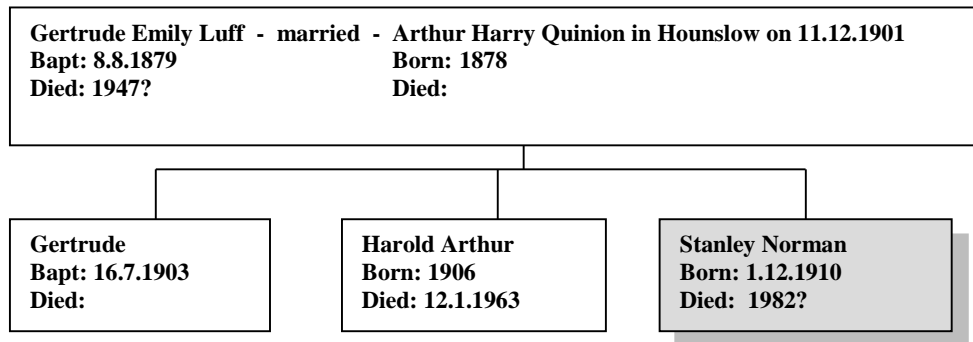 Gertrude Emily Luff - married - Arthur Harry Quinion in Hounslow on 11.12.1901
Bapt: 8.8.1879 Born: 1878
Died: 1947? Died:
Gertrude
Bapt: 16.7.1903
Died:
Harold Arthur
Born: 1906
Died: 12.1.1963
Stanley Norman
Born: 1.12.1910
Died: 1982?